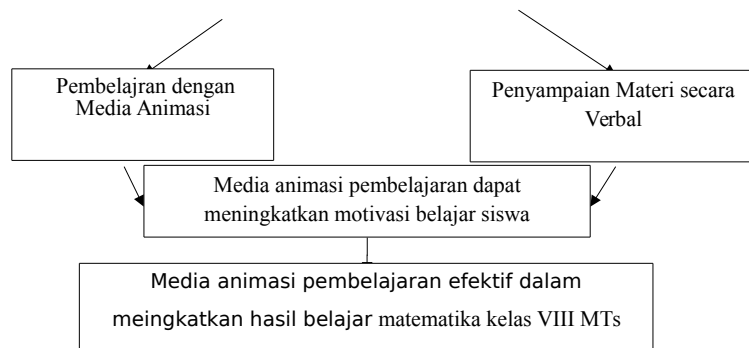 Pembelajran dengan
Media Animasi
Penyampaian Materi secara
Verbal
Media animasi pembelajaran dapat
meningkatkan motivasi belajar siswa
Media animasi pembelajaran efektif dalam
meingkatkan hasil belajar matematika kelas VIII MTs